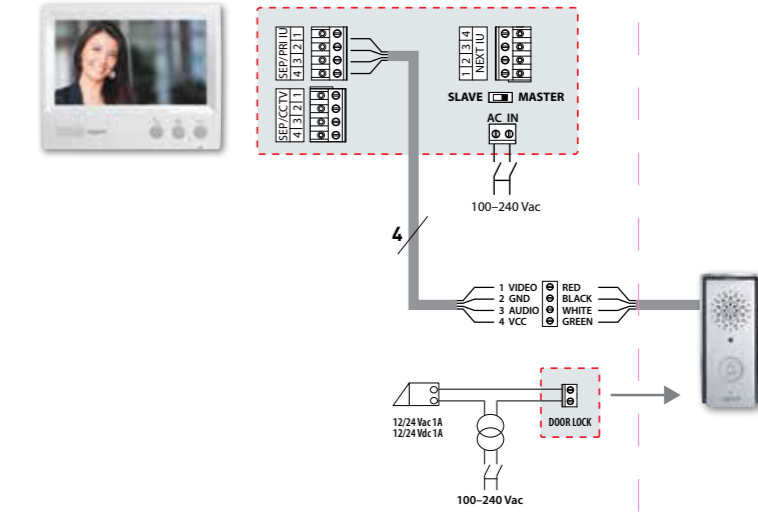 SEP/PRI IU
4 3 2 1
1 2 3 4
NEXT IU
SEP/CCTV
4 3 2 1
SLAVE MASTER
AC IN
100–240 Vac
4
1 VIDEO RED
2 GND BLACK
3 AUDIO WHITE
4 VCC GREEN
12/24 Vac 1A
12/24 Vdc 1A
DOOR LOCK
100–240 Vac